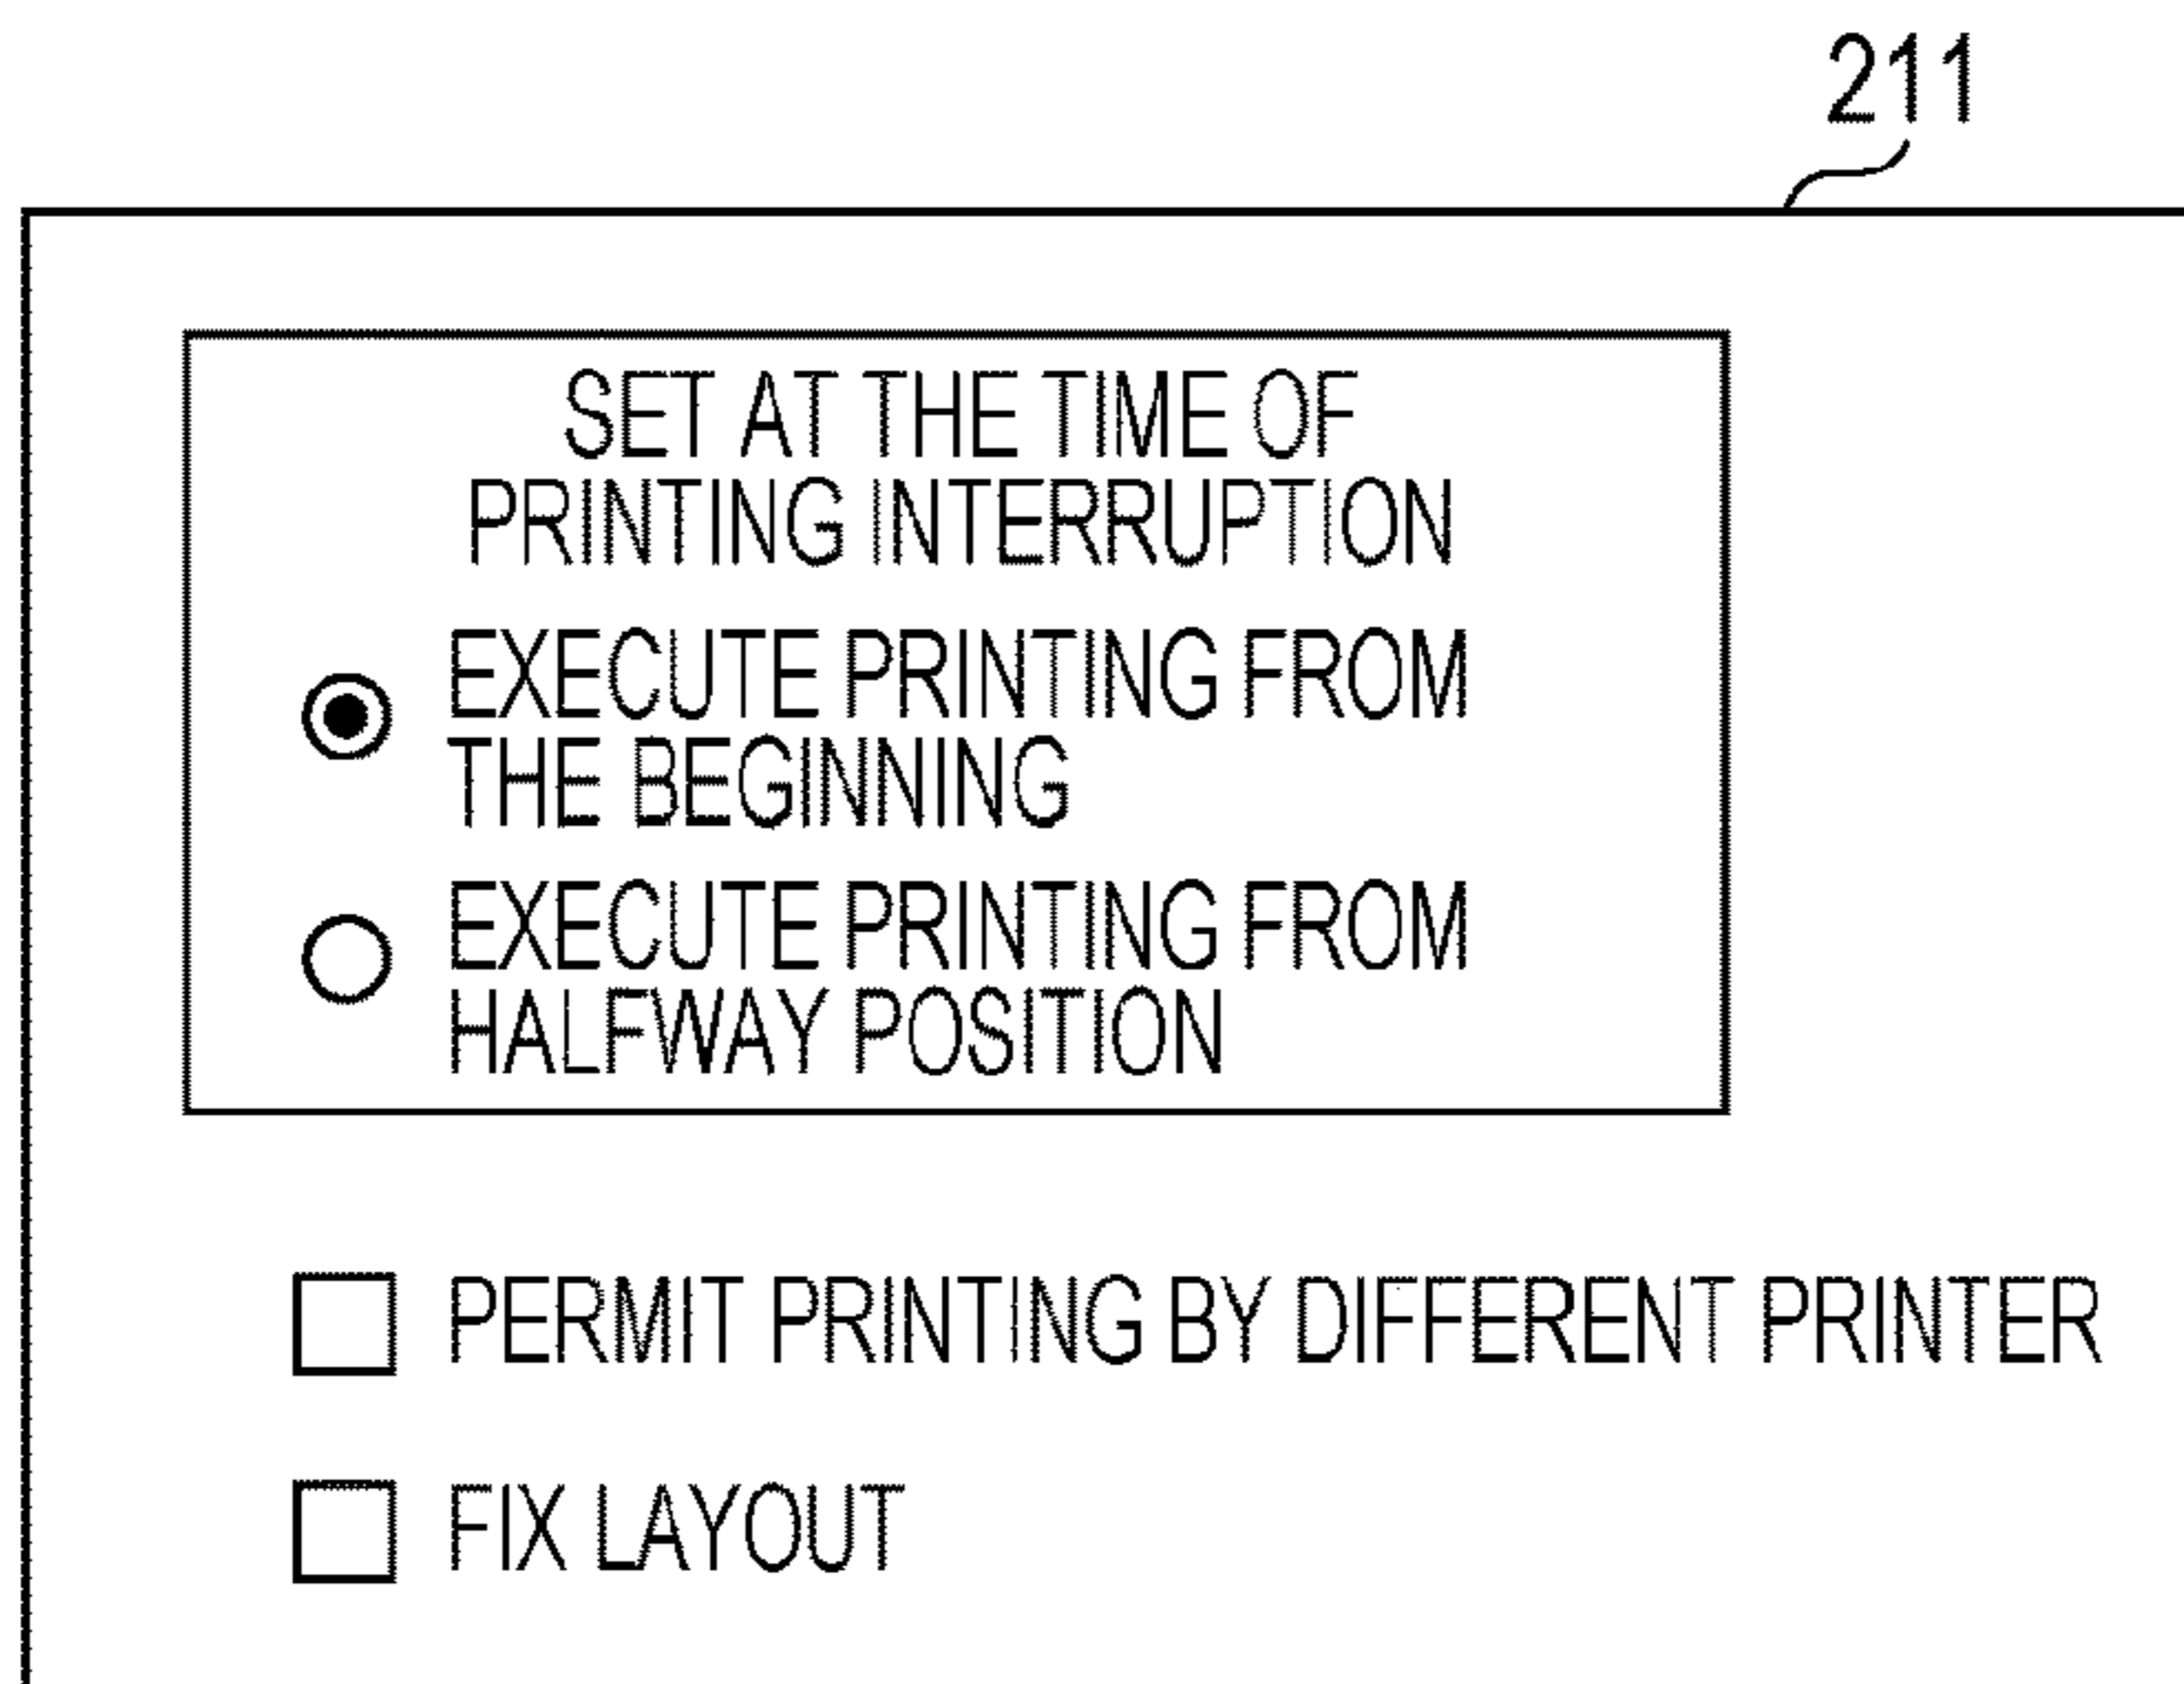 211
SET AT THE TIME OF
PRINTING INTERRUPTION
EXECUTE PRINTING FROM
THE BEGINNING
EXECUTE PRINTING FROM
HALFWAY POSITION
PERMIT PRINTING BY DIFFERENT PRINTER
FIX LAYOUT